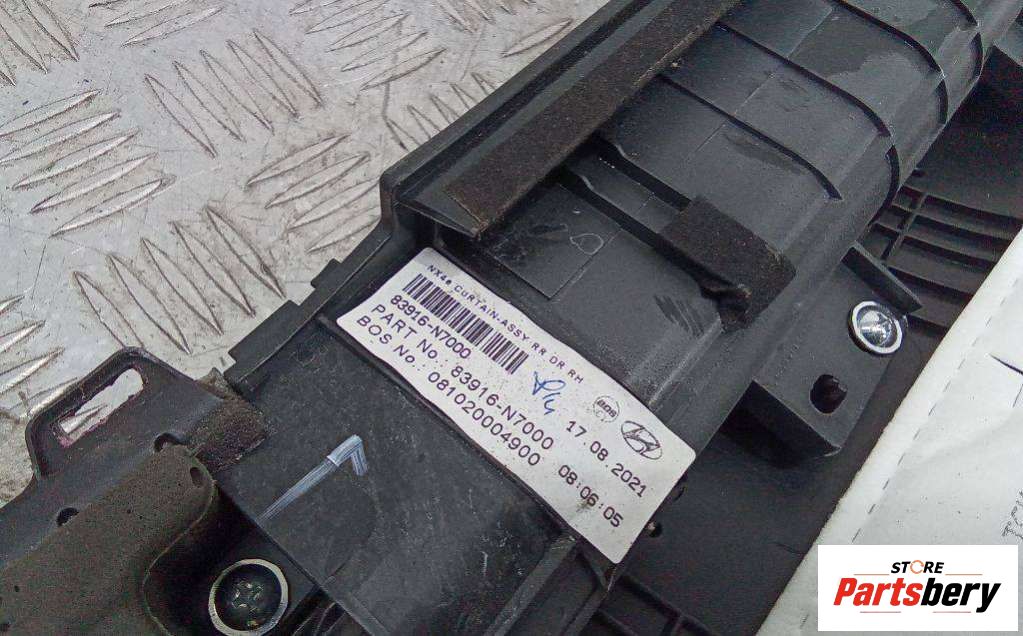 NX4e CURTAIN-ASSY RR DR RH
83916-N7000
PART No.: 83916-N7000
BOS No.: 081020004900
BOS
17.08.2021
08:06:05
STORE
Partsbery